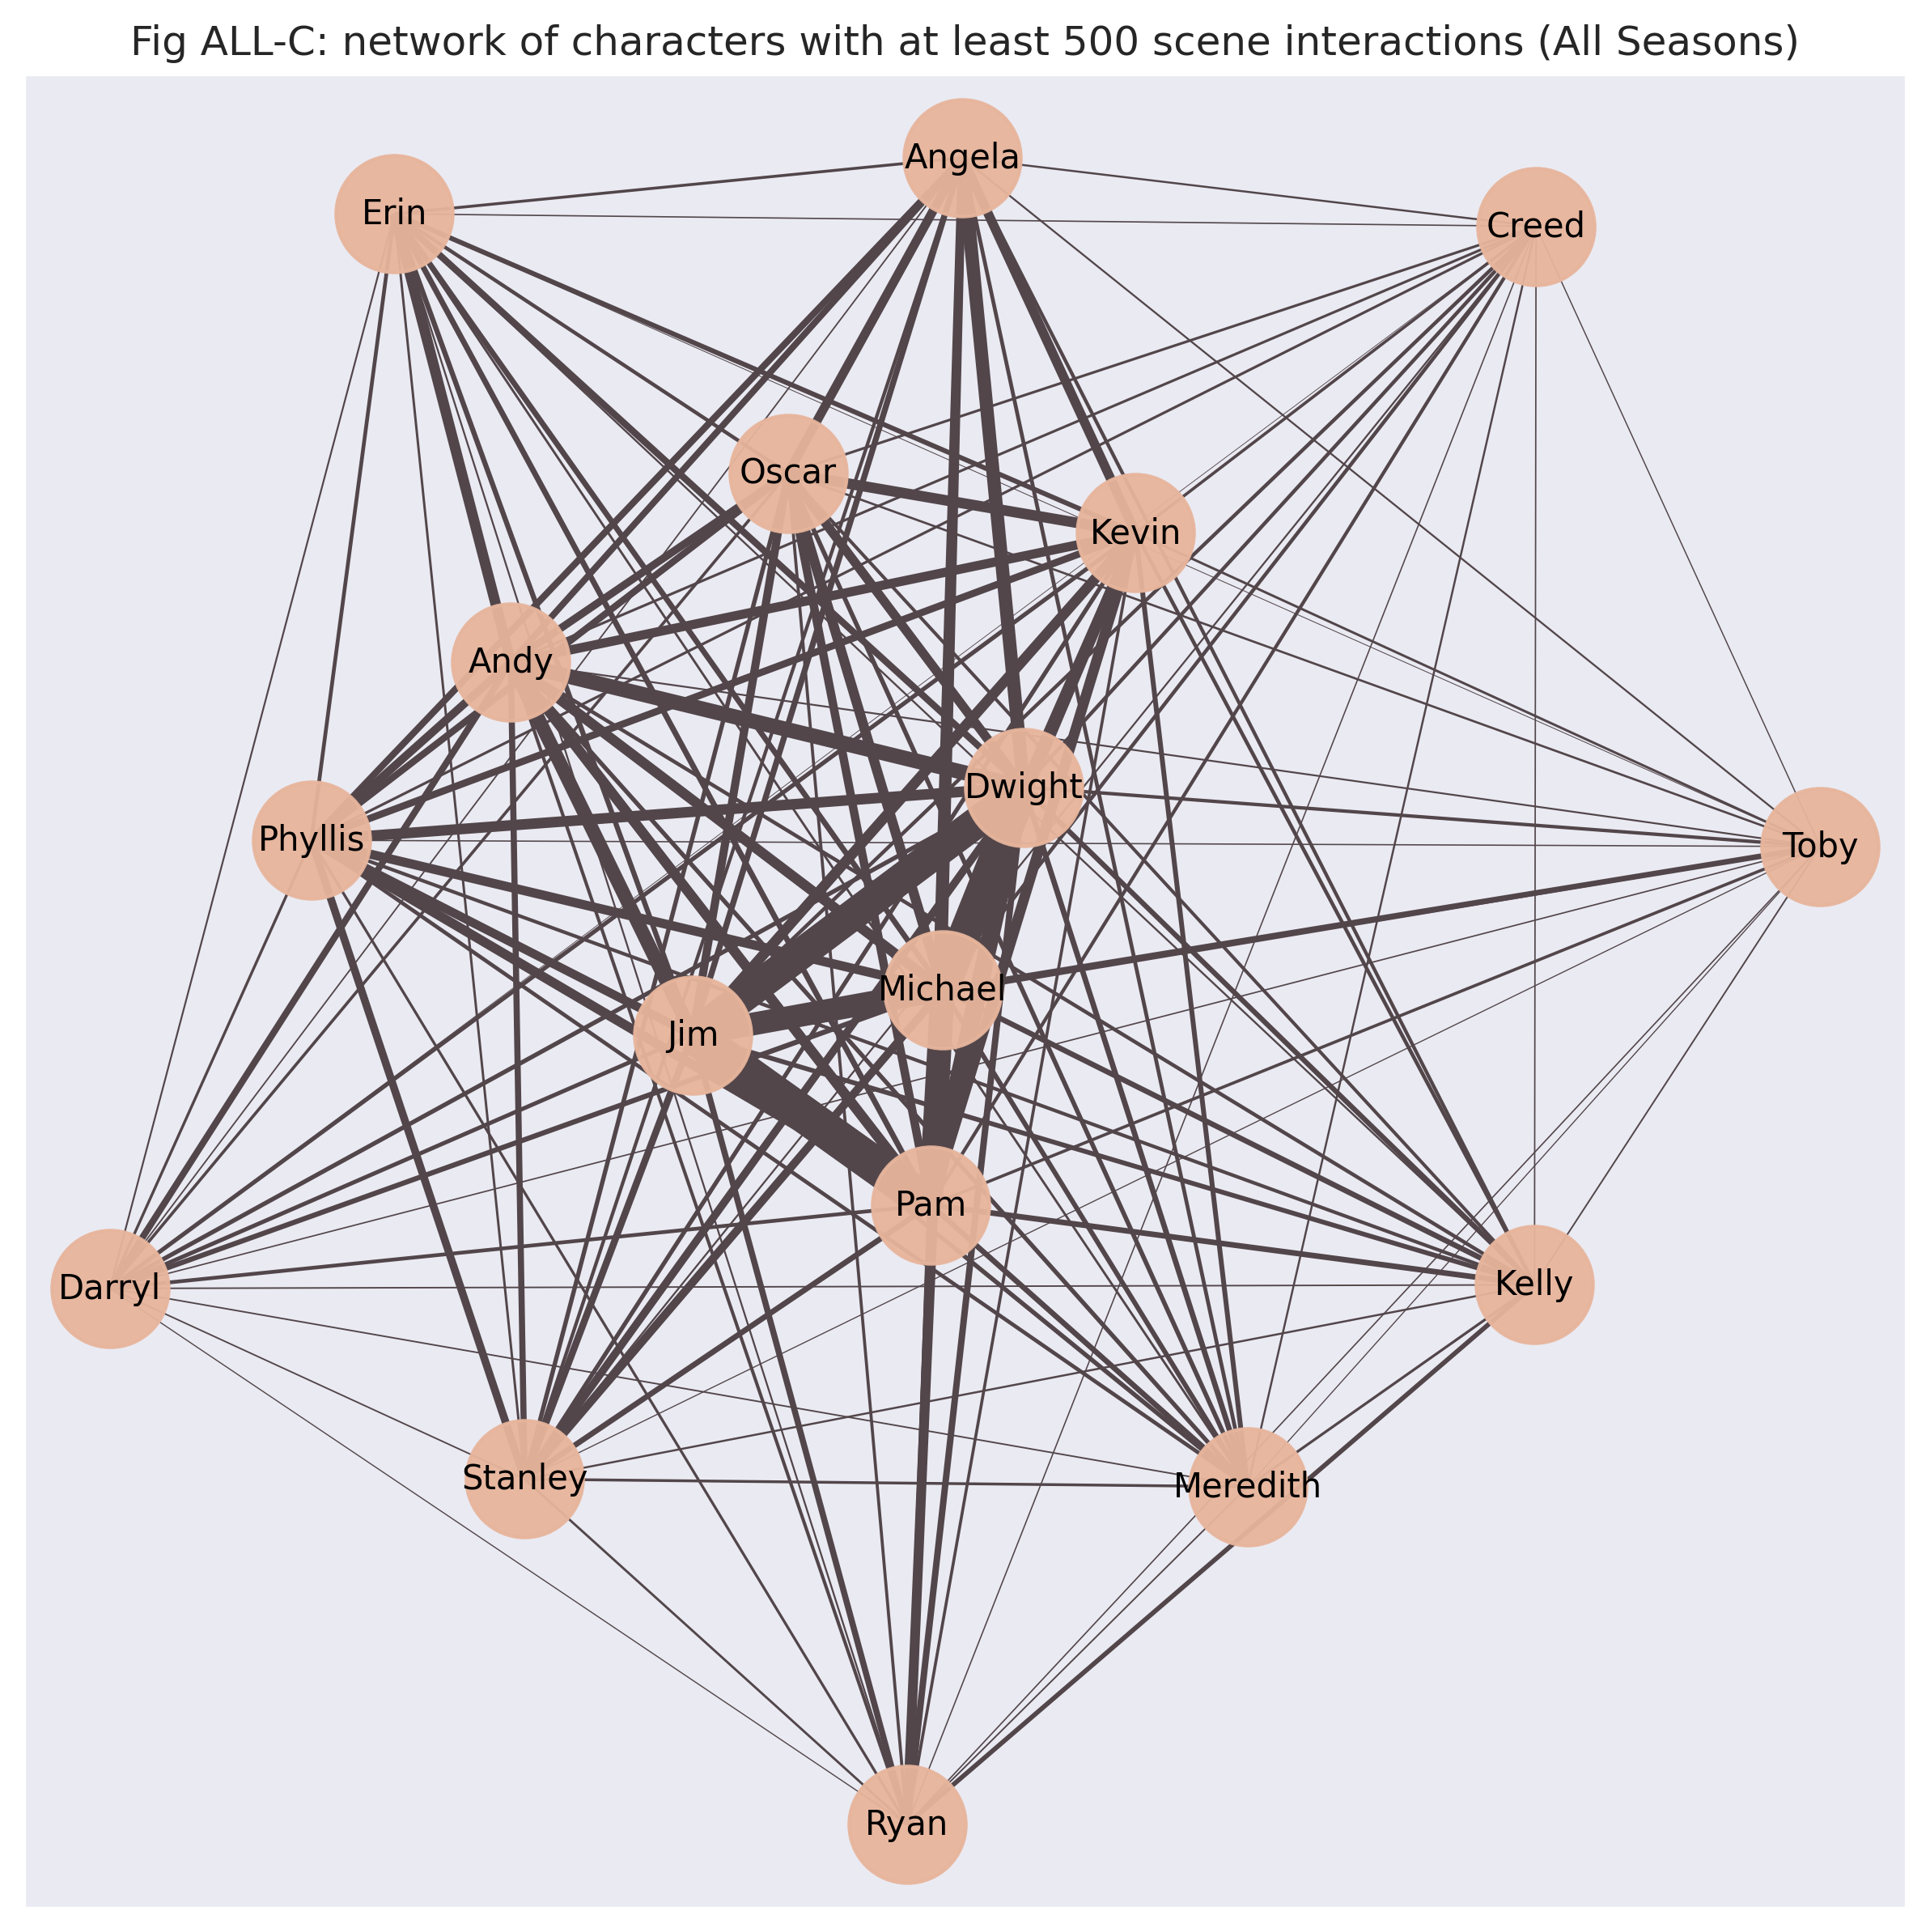 Fig ALL-C: network of characters with at least 500 scene interactions (All Seasons)
Angela
Erin
Creed
Oscar
Kevin
Andy
Dwight
Phyllis
Toby
Michael
Jim
Pam
Darryl
Kelly
Stanley
Meredith
Ryan